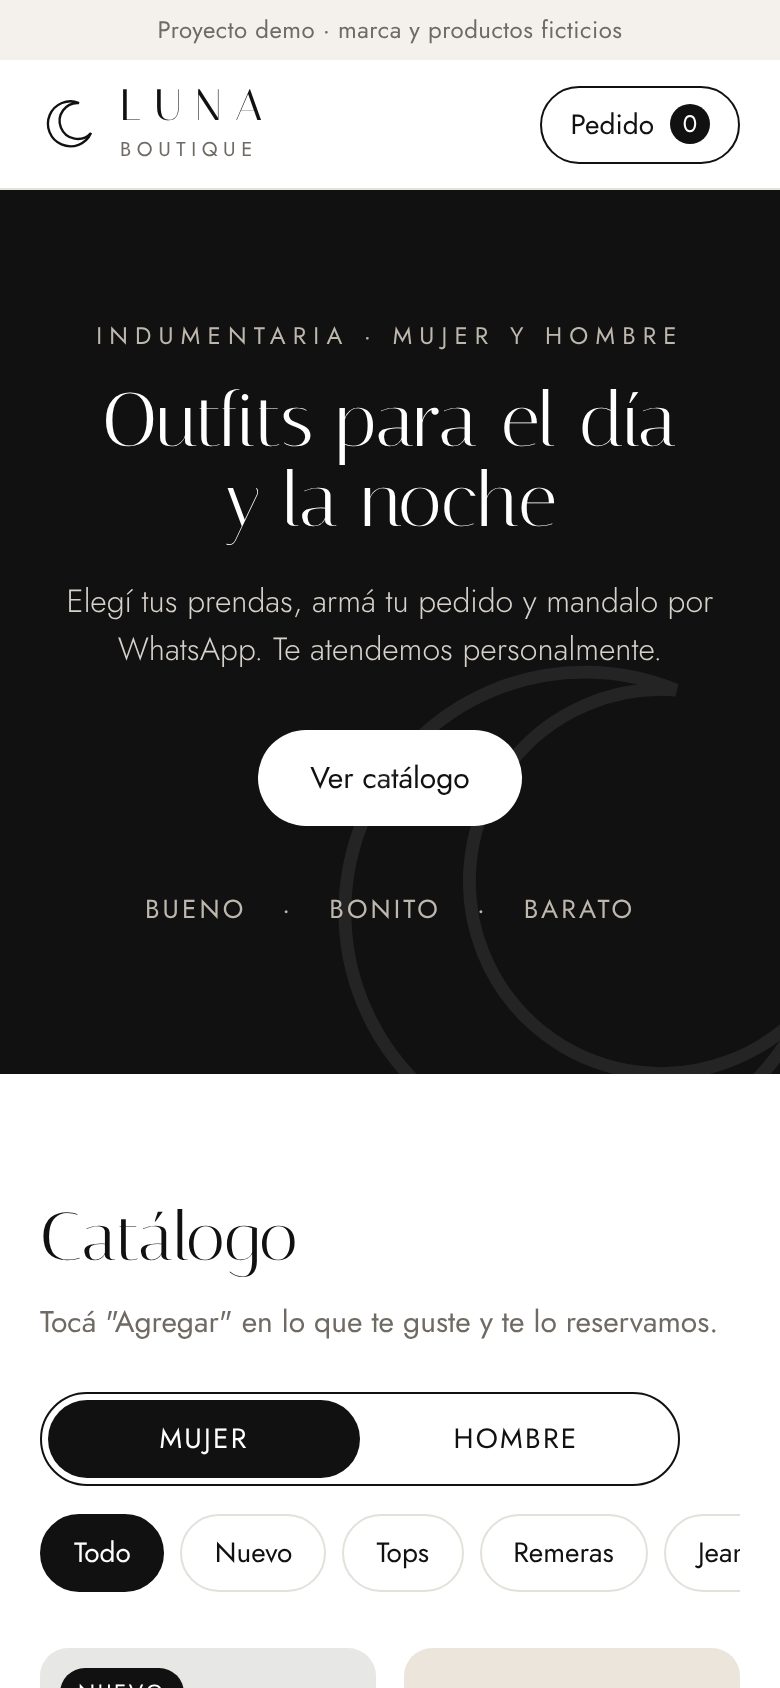 Proyecto demo · marca y productos ficticios
LUNA
BOUTIQUE
Pedido 0
INDUMENTARIA · MUJER Y HOMBRE
Outfits para el día
y la noche
Elegí tus prendas, armá tu pedido y mandalo por
WhatsApp. Te atendemos personalmente.
Ver catálogo
BUENO · BONITO · BARATO
Catálogo
Tocá "Agregar" en lo que te guste y te lo reservamos.
MUJER HOMBRE
Todo Nuevo Tops Remeras